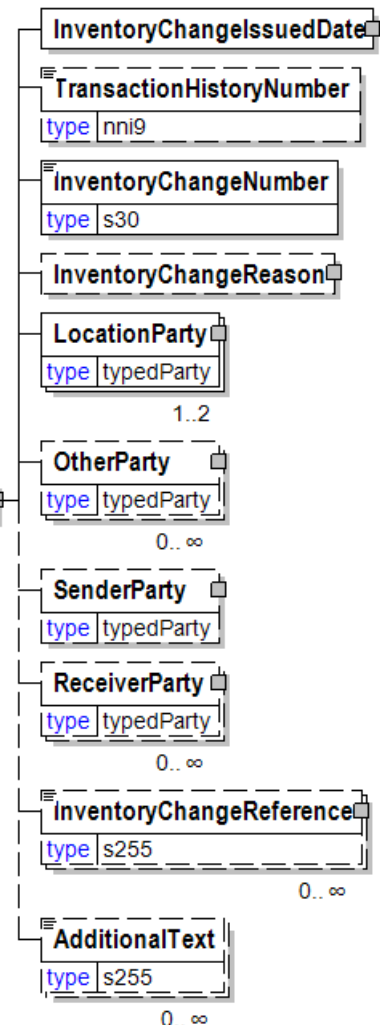 InventoryChangeIssuedDate
TransactionHistoryNumber
type nni9
InventoryChangeNumber
type s30
InventoryChangeReason
LocationParty
type typedParty
1..2
OtherParty
type typedParty
0..∞
SenderParty
type typedParty
ReceiverParty
type typedParty
0..∞
InventoryChangeReference
type s255
0..∞
AdditionalText
type s255
0..∞